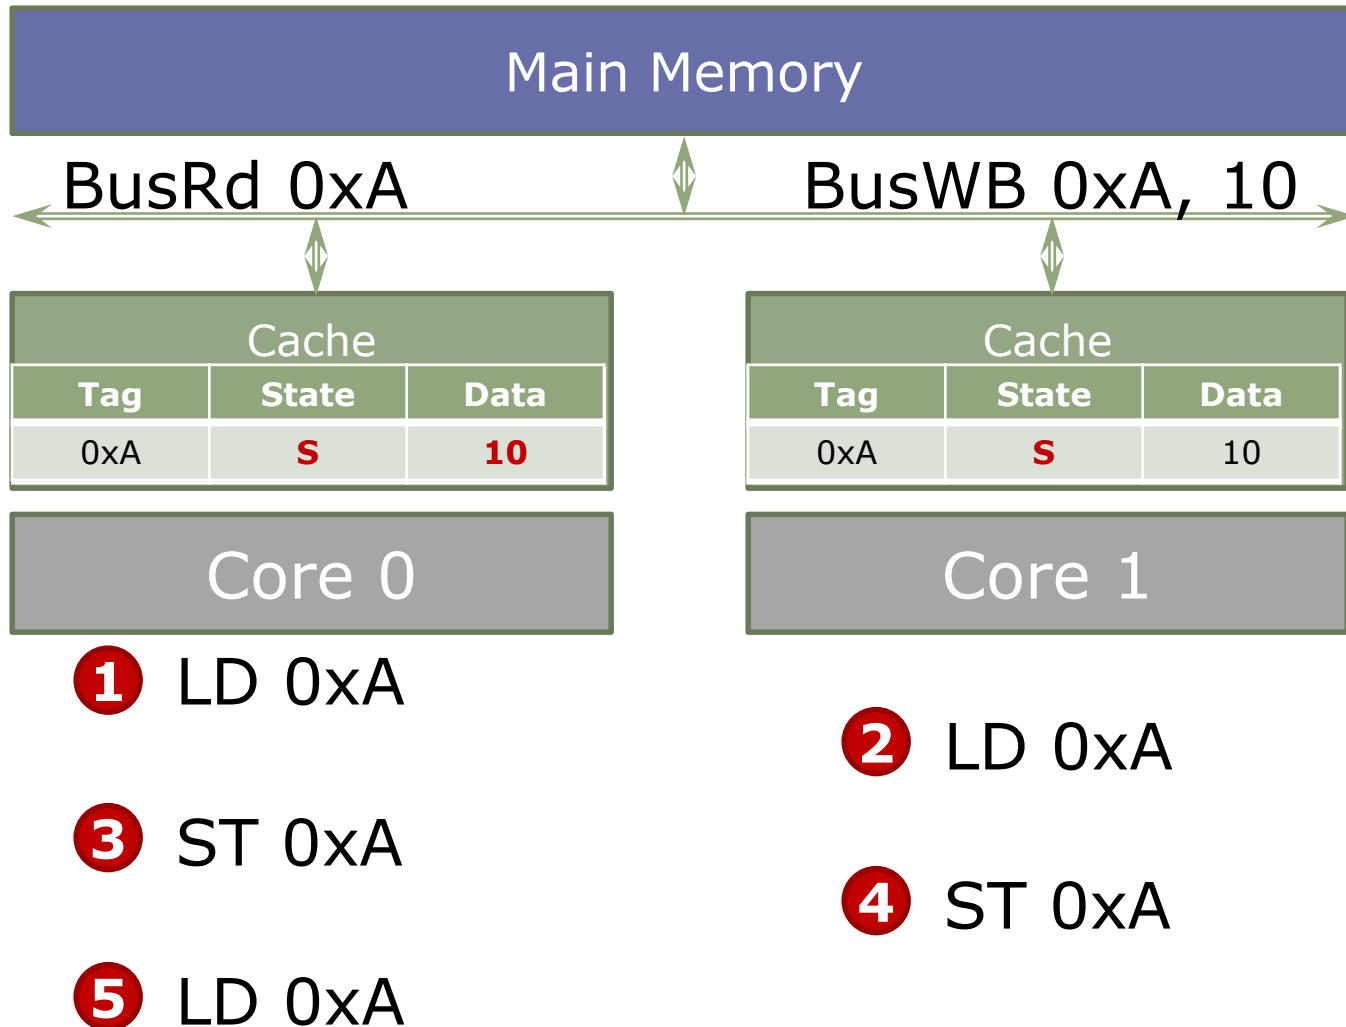 Main Memory
BusRd 0xA
BusWB 0xA, 10
Cache
Tag State Data
0xA S 10
Cache
Tag State Data
0xA S 10
Core 0
Core 1
1 LD 0xA
2 LD 0xA
3 ST 0xA
4 ST 0xA
5 LD 0xA